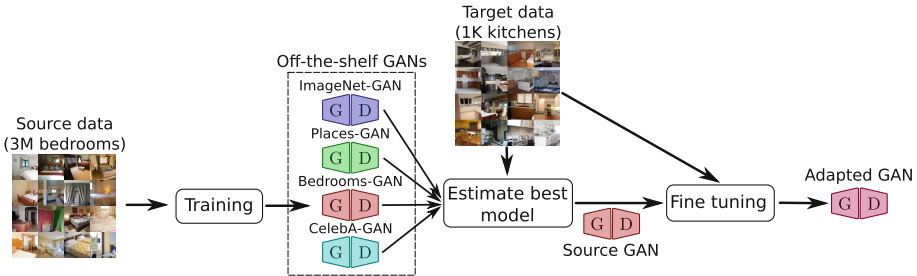 Source data
(3M bedrooms)
Training
Off-the-shelf GANs
ImageNet-GAN
G D
Places-GAN
G D
Bedrooms-GAN
G D
CelebA-GAN
G D
Target data
(1K kitchens)
Estimate best
model
G D
Source GAN
Fine tuning
Adapted GAN
G D